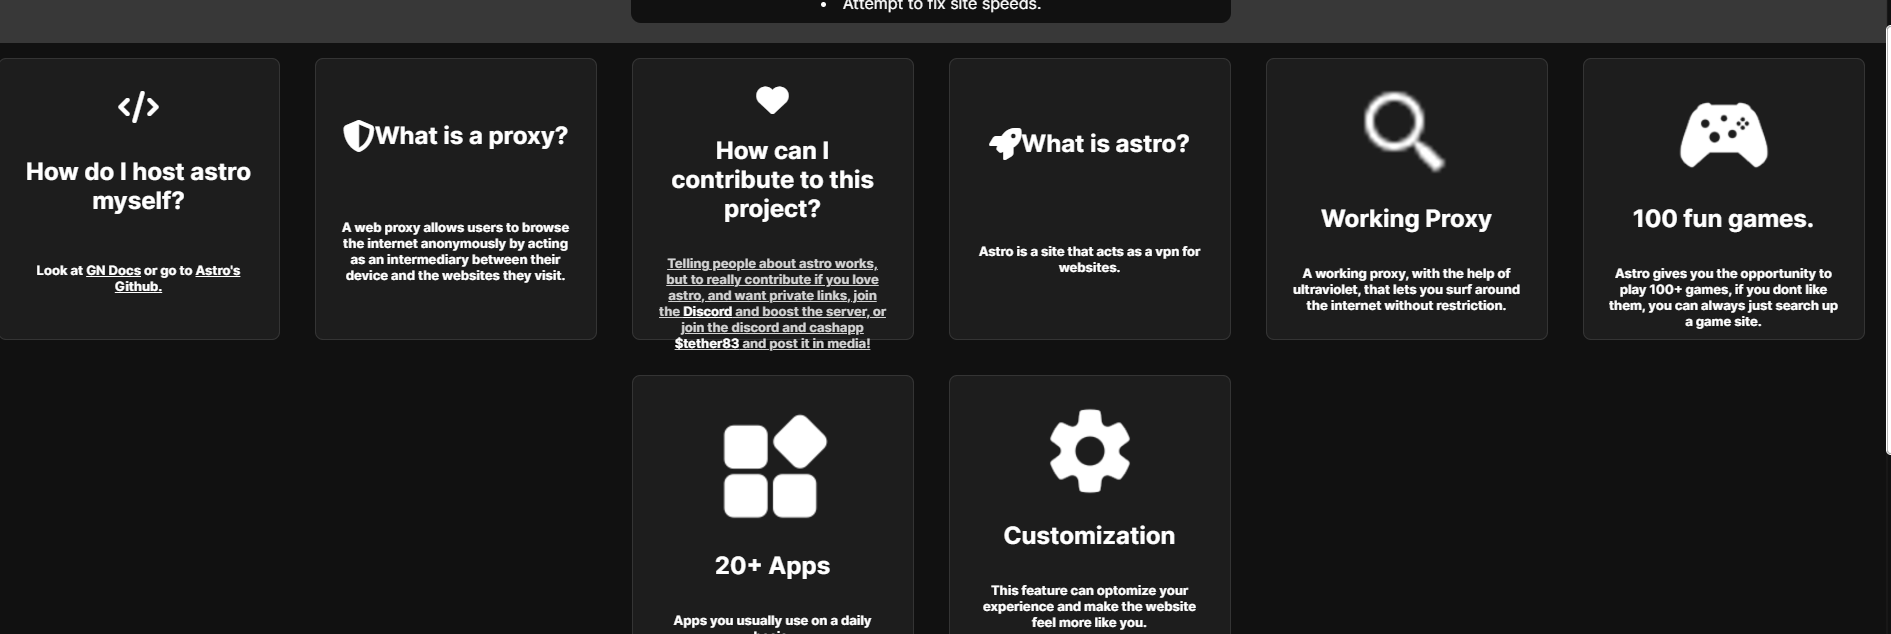 Attempt to fix site speeds.
How do I host astro
myself?
Look at GN Docs or go to Astro's
Github.
What is a proxy?
A web proxy allows users to browse
the internet anonymously by acting
as an intermediary between their
device and the websites they visit.
How can I
contribute to this
project?
Telling people about astro works,
but to really contribute if you love
astro, and want private links, join
the Discord and boost the server, or
join the discord and cashapp
$tether83 and post it in media!
What is astro?
Astro is a site that acts as a vpn for
websites.
Working Proxy
A working proxy, with the help of
ultraviolet, that lets you surf around
the internet without restriction.
100 fun games.
Astro gives you the opportunity to
play 100+ games, if you dont like
them, you can always just search up
a game site.
20+ Apps
Apps you usually use on a daily
Customization
This feature can optomize your
experience and make the website
feel more like you.